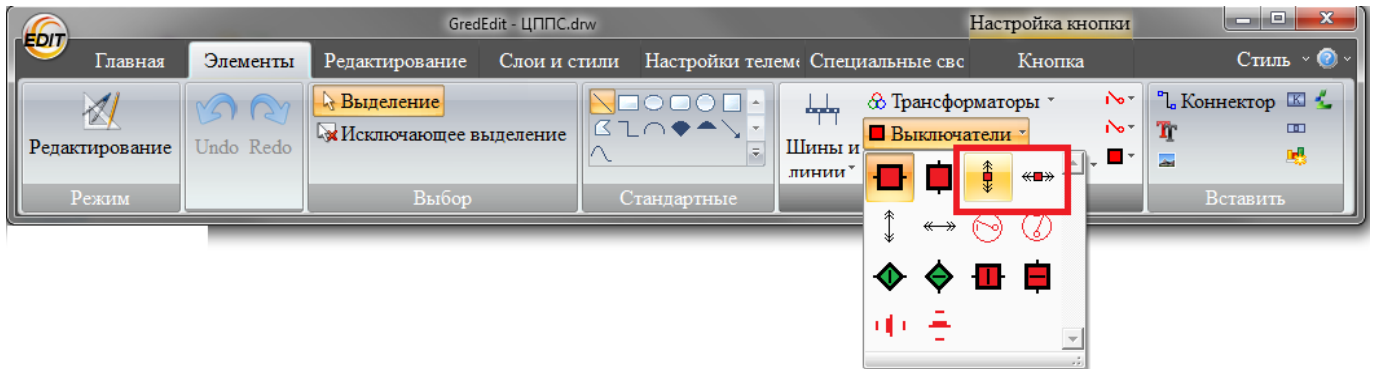 GredEdit - ЦППС.drw
Настройка кнопки
EDIT
Главная
Элементы
Редактирование
Слои и стили
Настройки телем
Специальные свс
Кнопка
Стиль
Редактирование
Undo
Redo
Выделение
Исключающее выделение
Шины и
линии
Трансформаторы
Выключатели
Коннектор
Режим
Выбор
Стандартные
Вставить